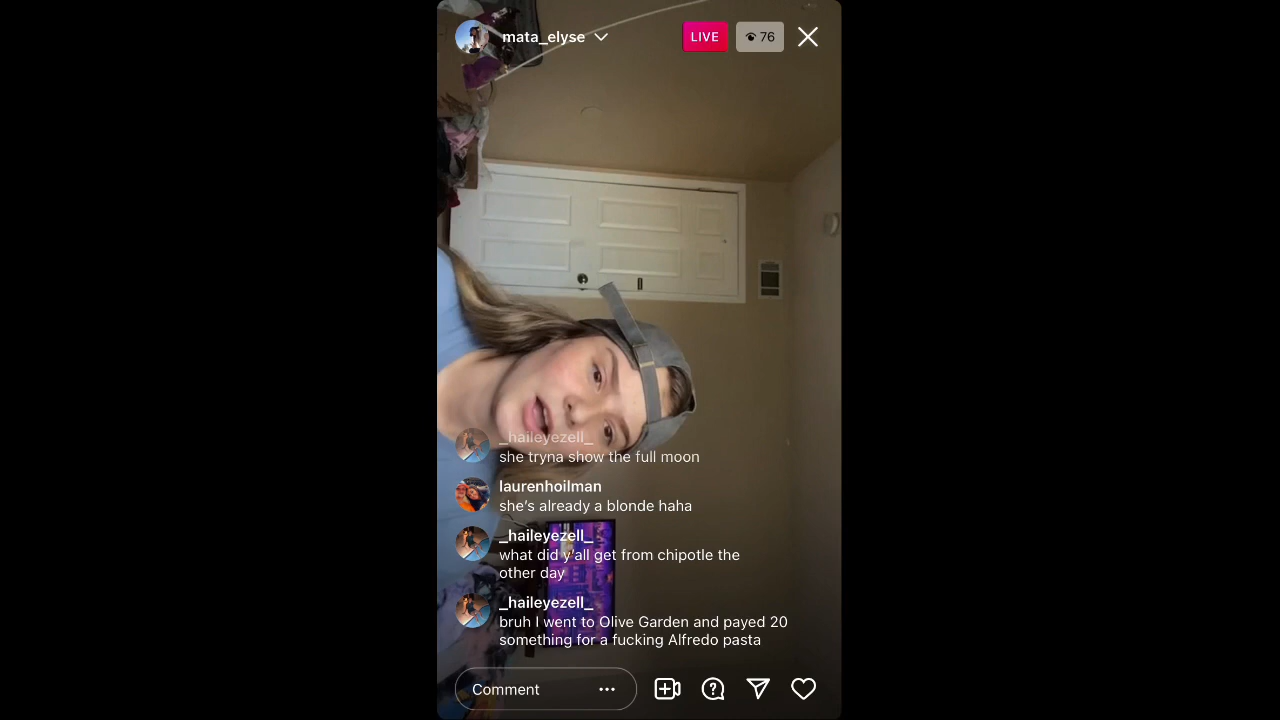 mata_elyse
LIVE
76
_haileyezell_
she tryna show the full moon
laurenhoilman
she’s already a blonde haha
_haileyezell_
what did y’all get from chipotle the
other day
_haileyezell_
bruh I went to Olive Garden and payed 20
something for a fucking Alfredo pasta
Comment